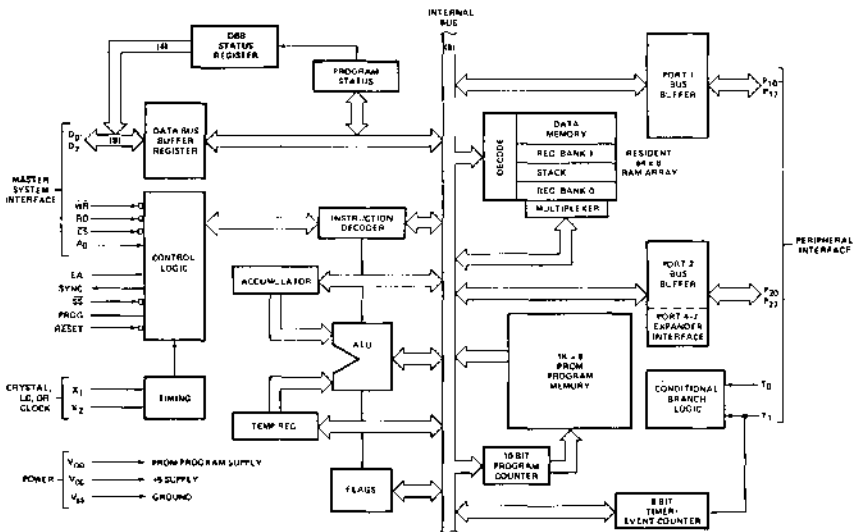 INTERNAL
BUS
(8)
DBB
STATUS
REGISTER
(4)
PROGRAM
STATUS
D0-
D7
(8)
DATA BUS
BUFFER
REGISTER
MASTER
SYSTEM
INTERFACE
WR
RD
CS
A0
CONTROL
LOGIC
INSTRUCTION
DECODER
EA
SYNC
SS
PROG
RESET
ACCUMULATOR
ALU
CRYSTAL,
LC, OR
CLOCK
X1
X2
TIMING
TEMP REG
POWER
VDD
PROM PROGRAM SUPPLY
VCC
+5 SUPPLY
VSS
GROUND
FLAGS
PORT 1
BUS
BUFFER
P10-
P17
DECODE
DATA
MEMORY
REG BANK 1
STACK
REG BANK 0
MULTIPLEXER
RESIDENT
64 x 8
RAM ARRAY
PERIPHERAL
INTERFACE
PORT 2
BUS
BUFFER
PORT 4-7
EXPANDER
INTERFACE
P20-
P27
1K x 8
PROM
PROGRAM
MEMORY
CONDITIONAL
BRANCH
LOGIC
T0
T1
10 BIT
PROGRAM
COUNTER
8 BIT
TIMER/
EVENT COUNTER